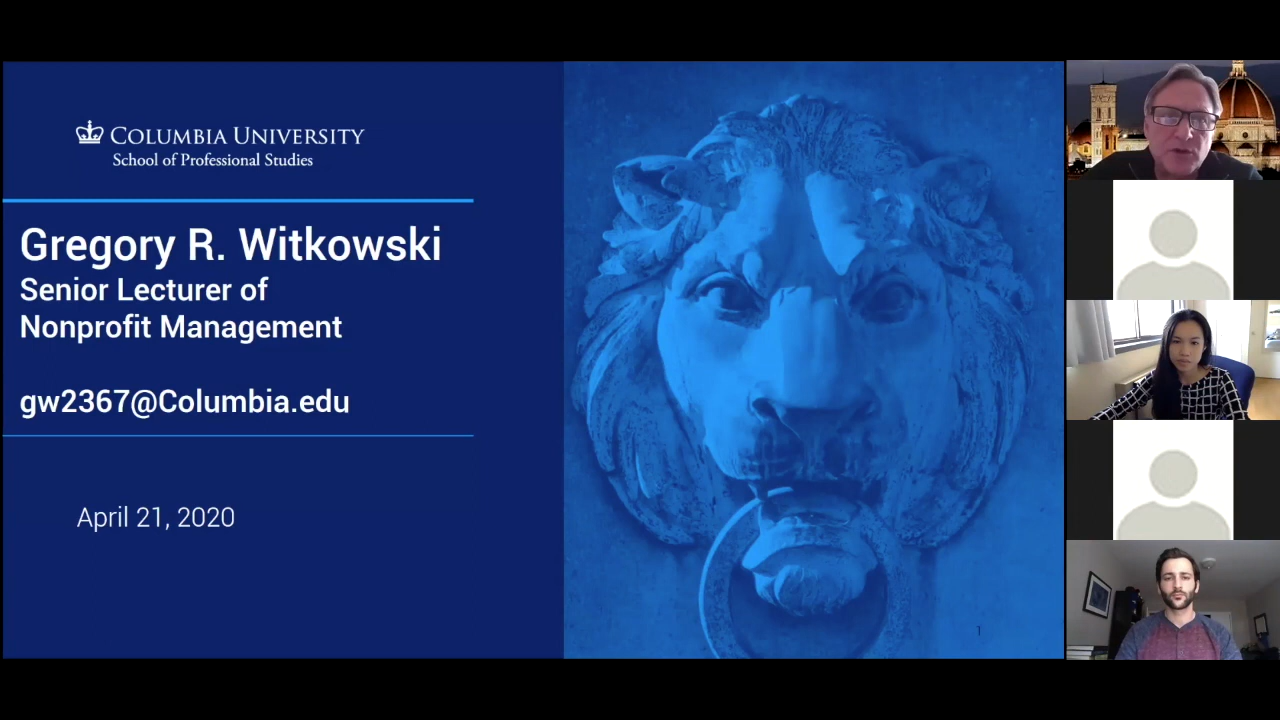 COLUMBIA UNIVERSITY
School of Professional Studies
Gregory R. Witkowski
Senior Lecturer of
Nonprofit Management
gw2367@Columbia.edu
April 21, 2020